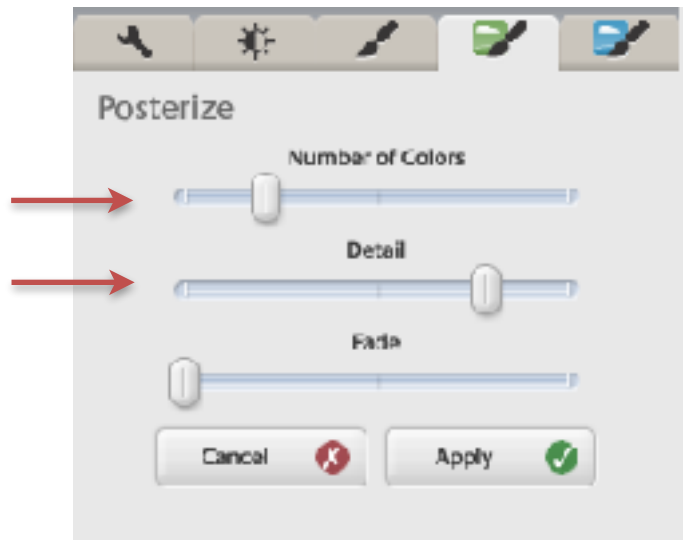 Posterize
Number of Colors
Detail
Fade
Cancel
Apply